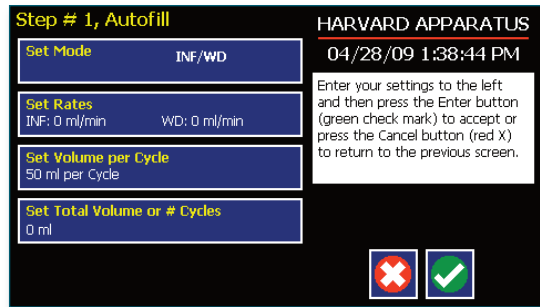 Step # 1, Autofill
Set Mode INF/WD
Set Rates
INF: 0 ml/min WD: 0 ml/min
Set Volume per Cycle
50 ml per Cycle
Set Total Volume or # Cycles
0 ml
HARVARD APPARATUS
04/28/09 1:38:44 PM
Enter your settings to the left
and then press the Enter button
(green check mark) to accept or
press the Cancel button (red X)
to return to the previous screen.